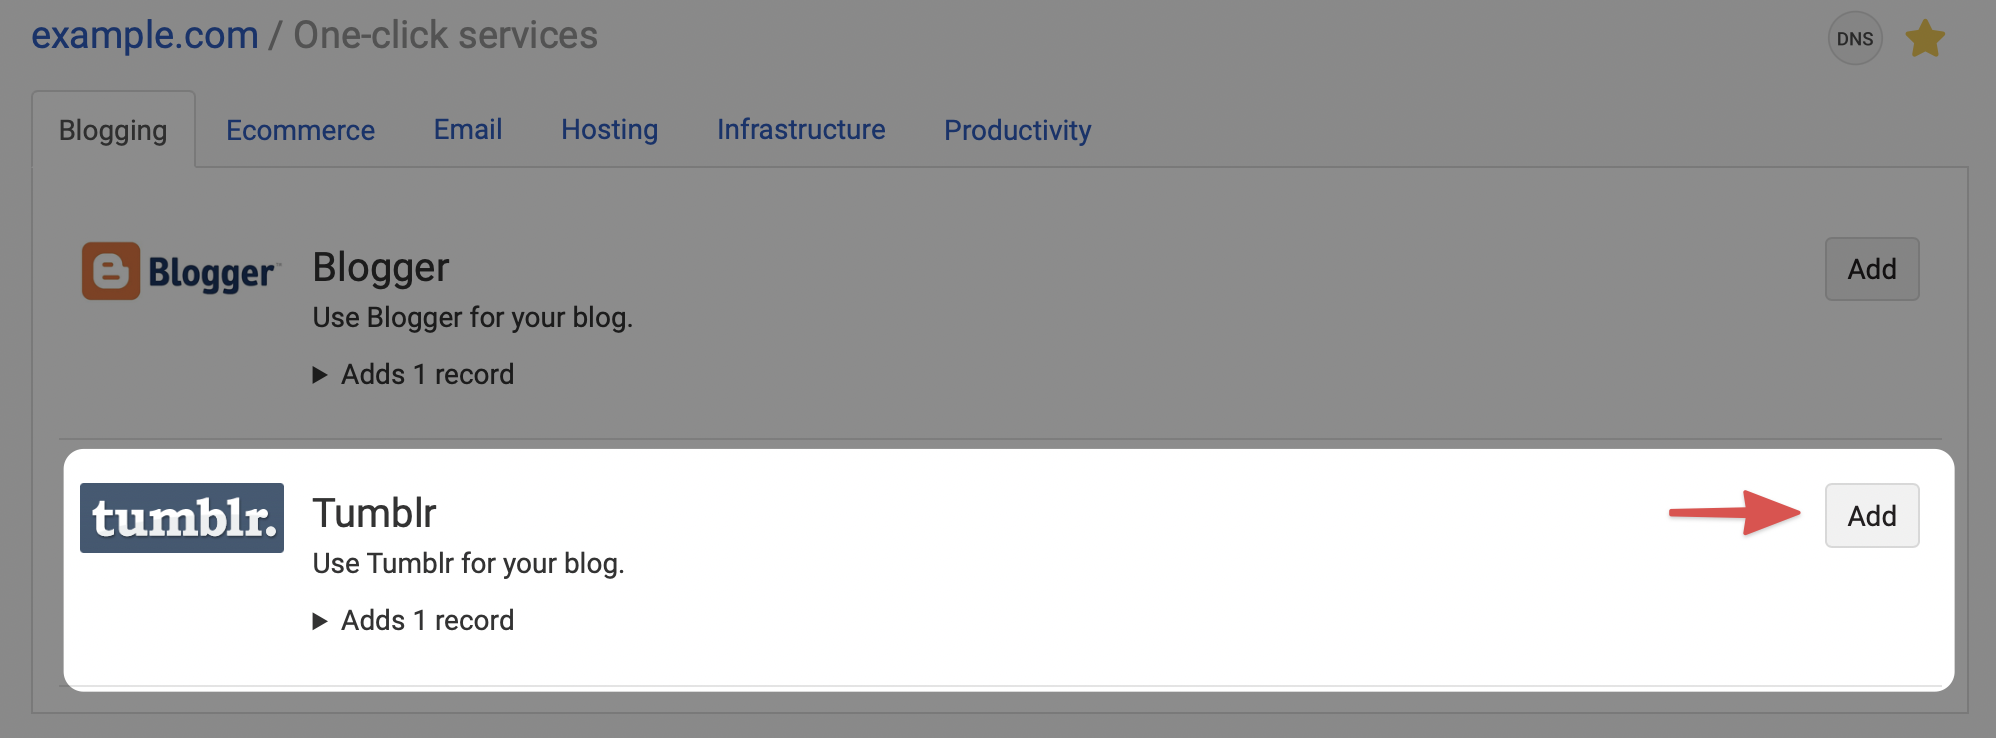 example.com / One-click services
DNS
Blogging Ecommerce Email Hosting Infrastructure Productivity
Blogger™ Blogger Add
Use Blogger for your blog.
Adds 1 record
tumblr. Tumblr Add
Use Tumblr for your blog.
Adds 1 record